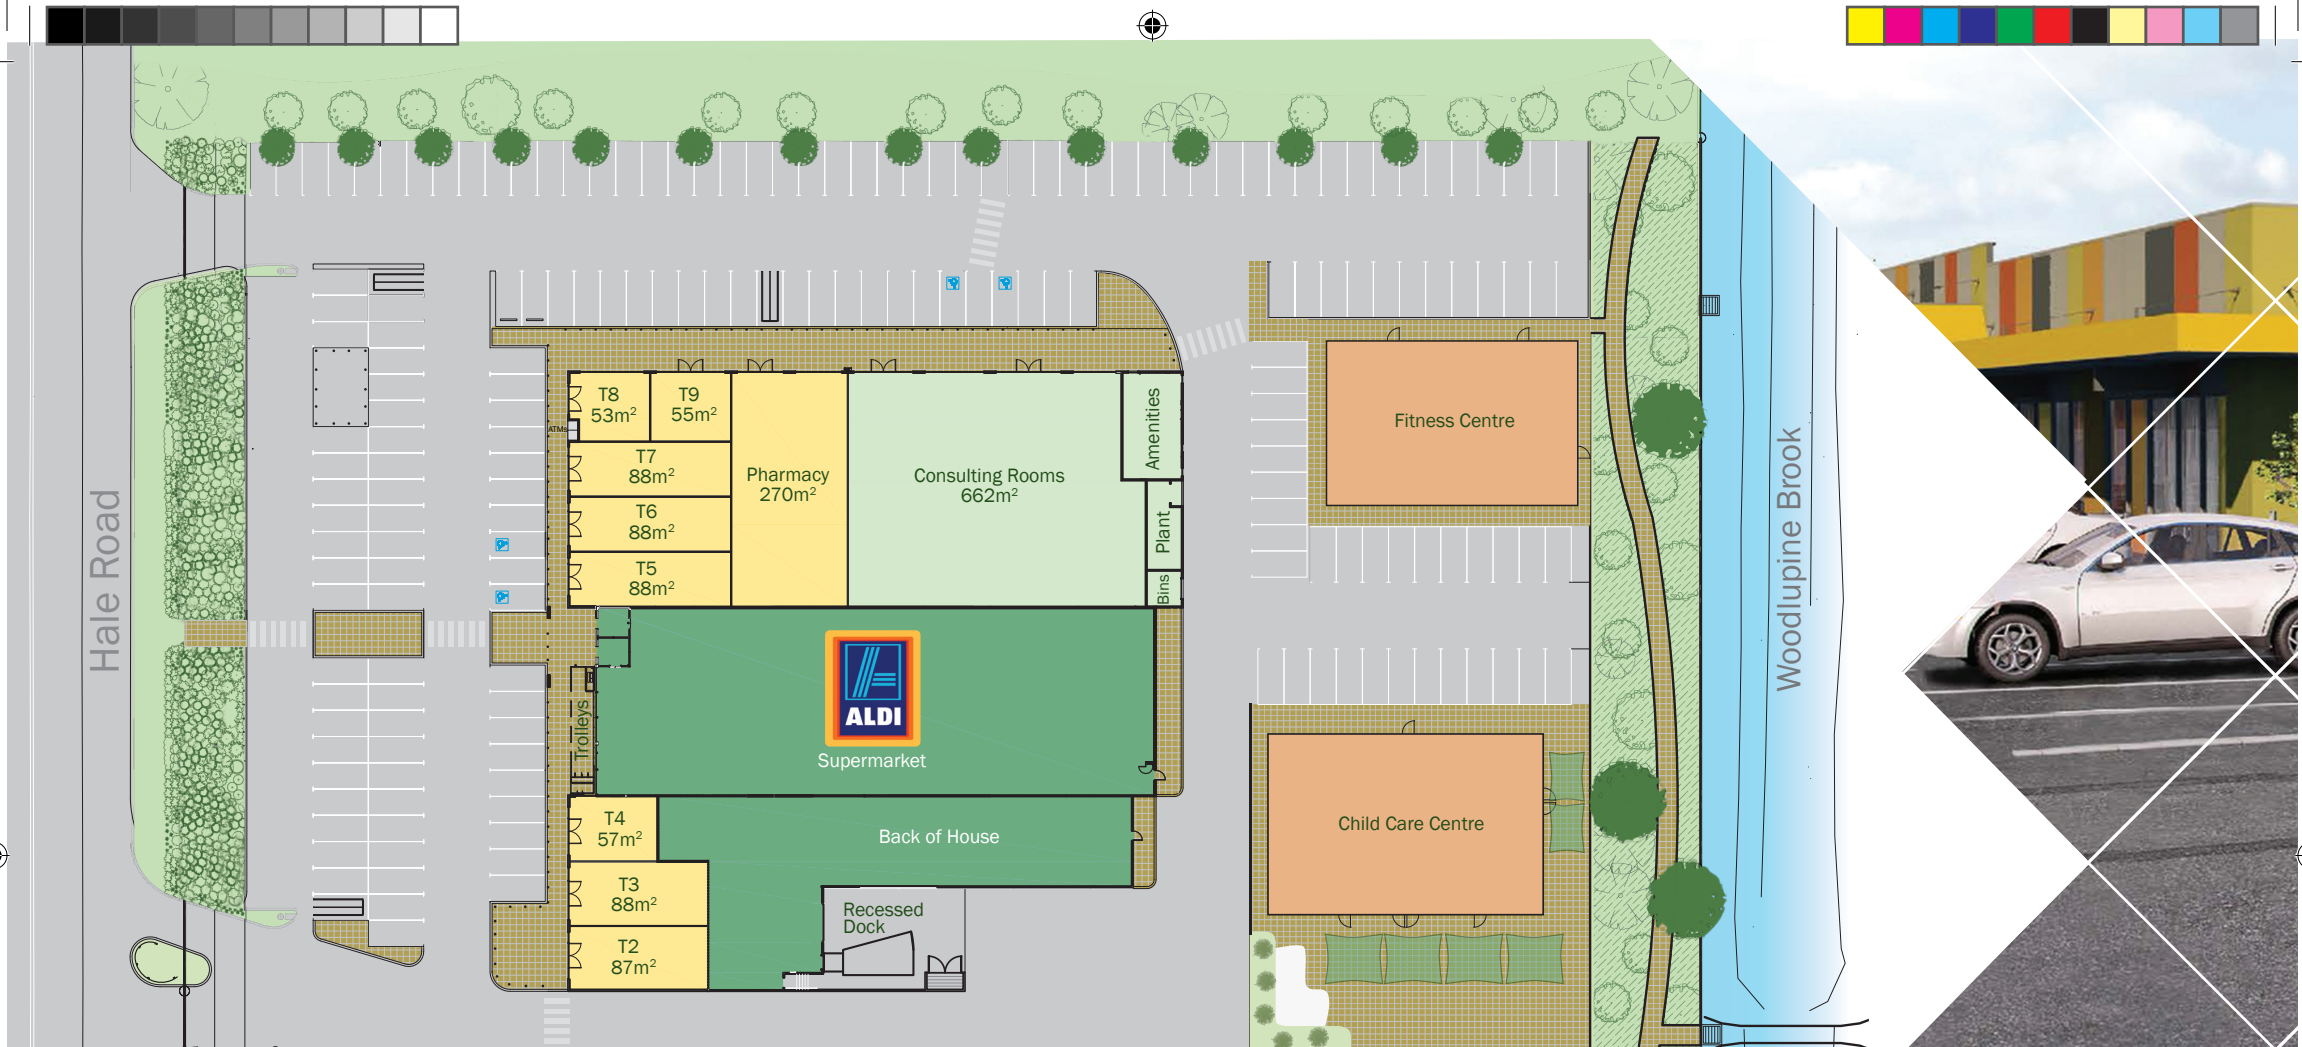 T8
53m²
T9
55m²
ATMs
T7
88m²
T6
88m²
T5
88m²
Pharmacy
270m²
Consulting Rooms
662m²
Amenities
Plant
Bins
Fitness Centre
Hale Road
Woodlupine Brook
Trolleys
ALDI
Supermarket
T4
57m²
Back of House
Child Care Centre
T3
88m²
Recessed
Dock
T2
87m²